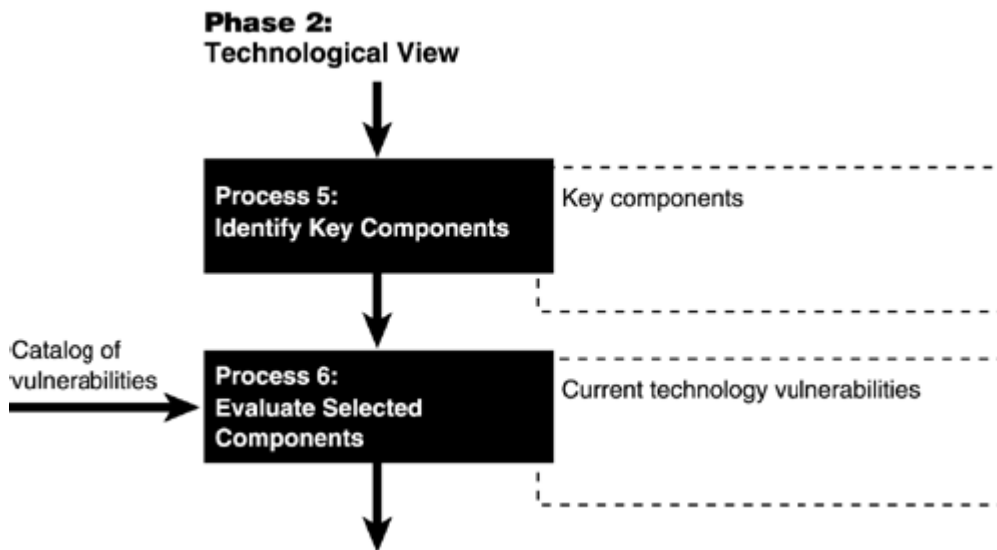 Phase 2:
Technological View
Process 5:
Identify Key Components
Key components
Catalog of
vulnerabilities
Process 6:
Evaluate Selected
Components
Current technology vulnerabilities